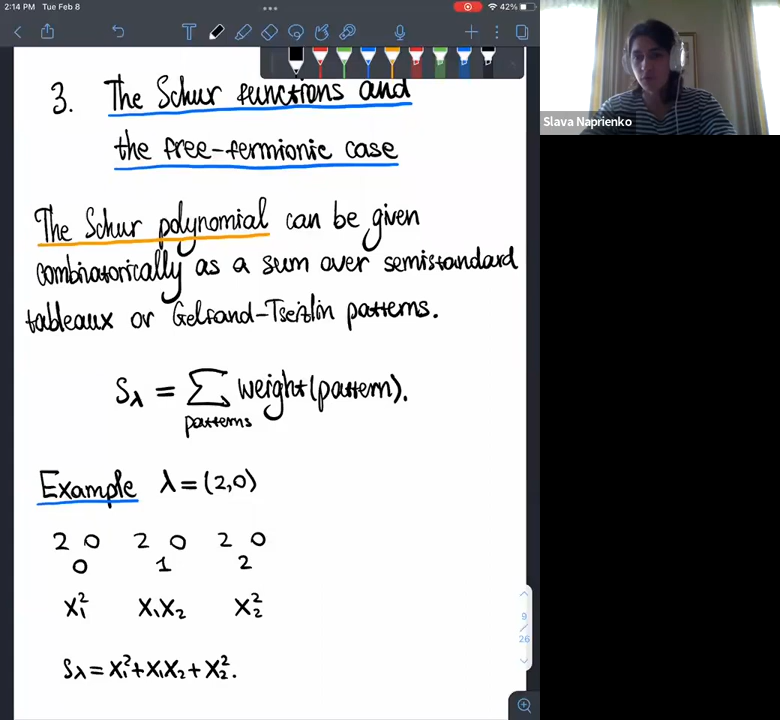 2:14 PM Tue Feb 8
42%
3. The Schur functions and
the free-fermionic case
Slava Naprienko
The Schur polynomial can be given
combinatorically as a sum over semistandard
tableaux or Gelfand-Tsetlin patterns.
Sλ = ∑ weight(pattern).
patterns
Example λ = (2,0)
2 0 2 0 2 0
0 1 2
X₁² X₁X₂ X₂²
Sλ = X₁² + X₁X₂ + X₂².
9
/
26